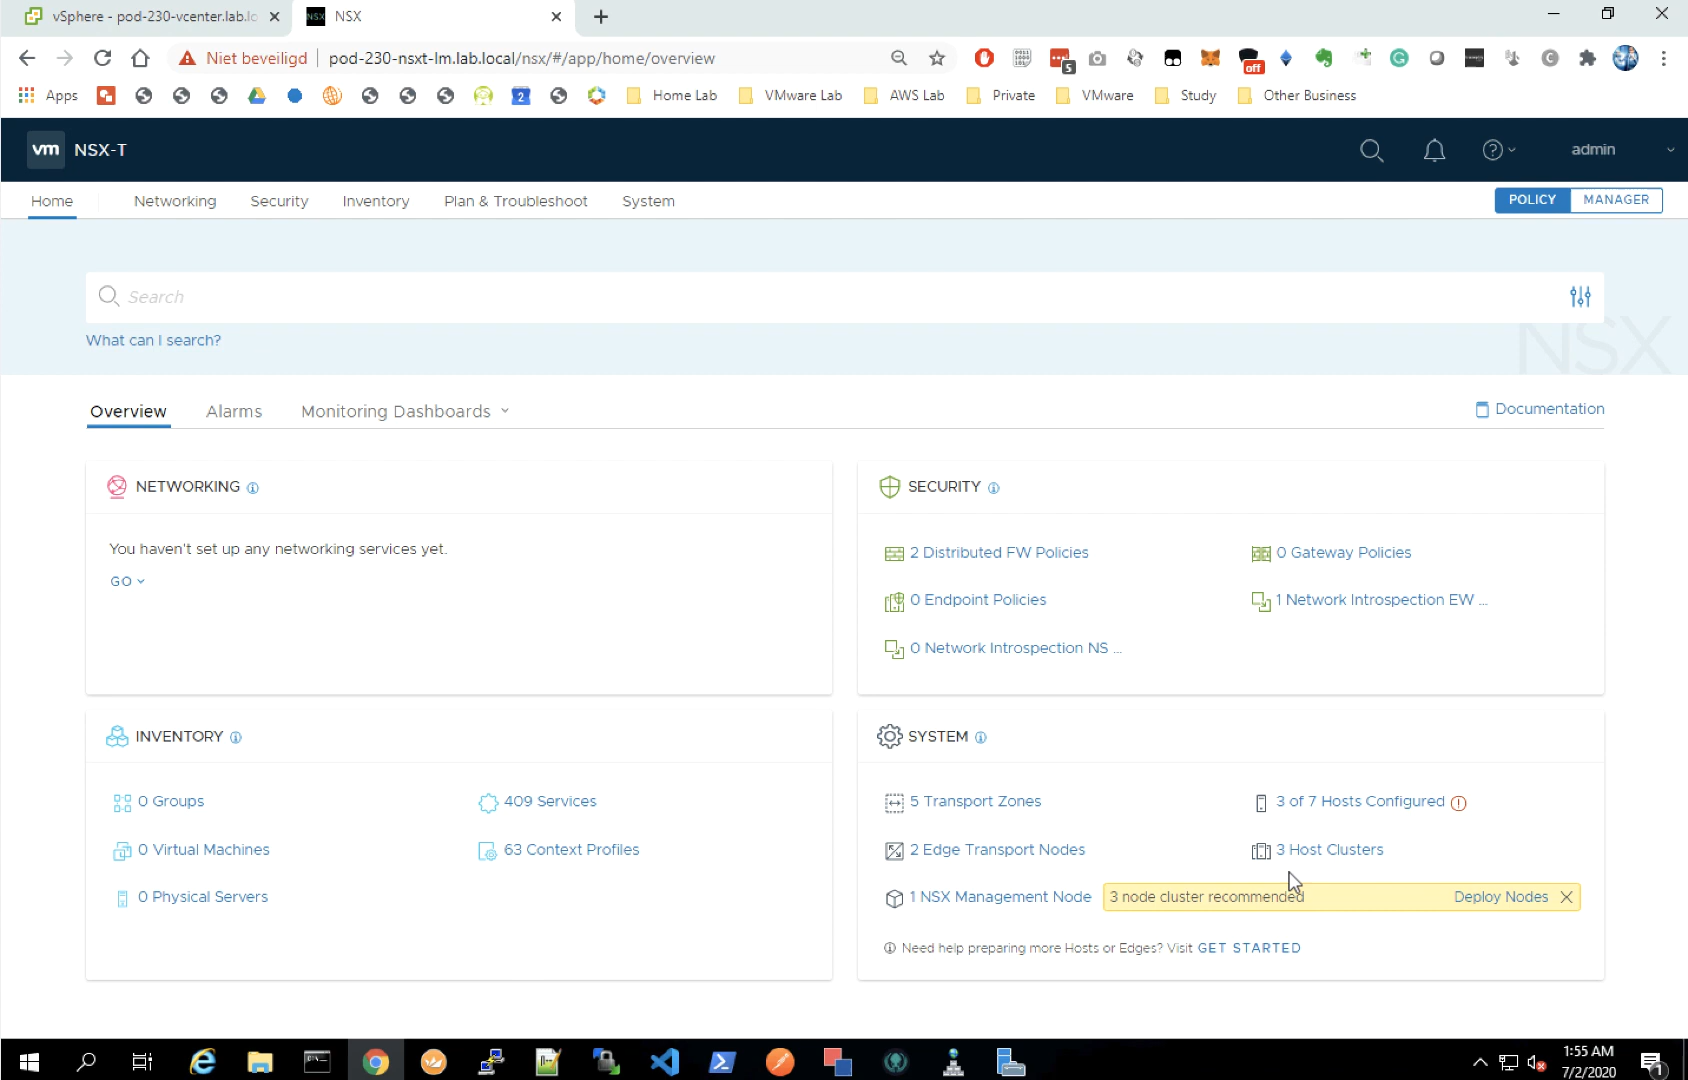 vSphere - pod-230-vcenter.lab.lo
NSX NSX
Niet beveiligd pod-230-nsxt-lm.lab.local/nsx/#/app/home/overview
5
off
Apps
2
Home Lab
VMware Lab
AWS Lab
Private
VMware
Study
Other Business
vm NSX-T
admin
Home
Networking
Security
Inventory
Plan & Troubleshoot
System
POLICY
MANAGER
Search
What can I search?
NSX
Overview
Alarms
Monitoring Dashboards
Documentation
NETWORKING
You haven't set up any networking services yet.
GO
SECURITY
2 Distributed FW Policies
0 Gateway Policies
0 Endpoint Policies
1 Network Introspection EW ...
0 Network Introspection NS ...
INVENTORY
0 Groups
409 Services
0 Virtual Machines
63 Context Profiles
0 Physical Servers
SYSTEM
5 Transport Zones
3 of 7 Hosts Configured
2 Edge Transport Nodes
3 Host Clusters
1 NSX Management Node
3 node cluster recommended
Deploy Nodes
Need help preparing more Hosts or Edges? Visit GET STARTED
1:55 AM
7/2/2020
1